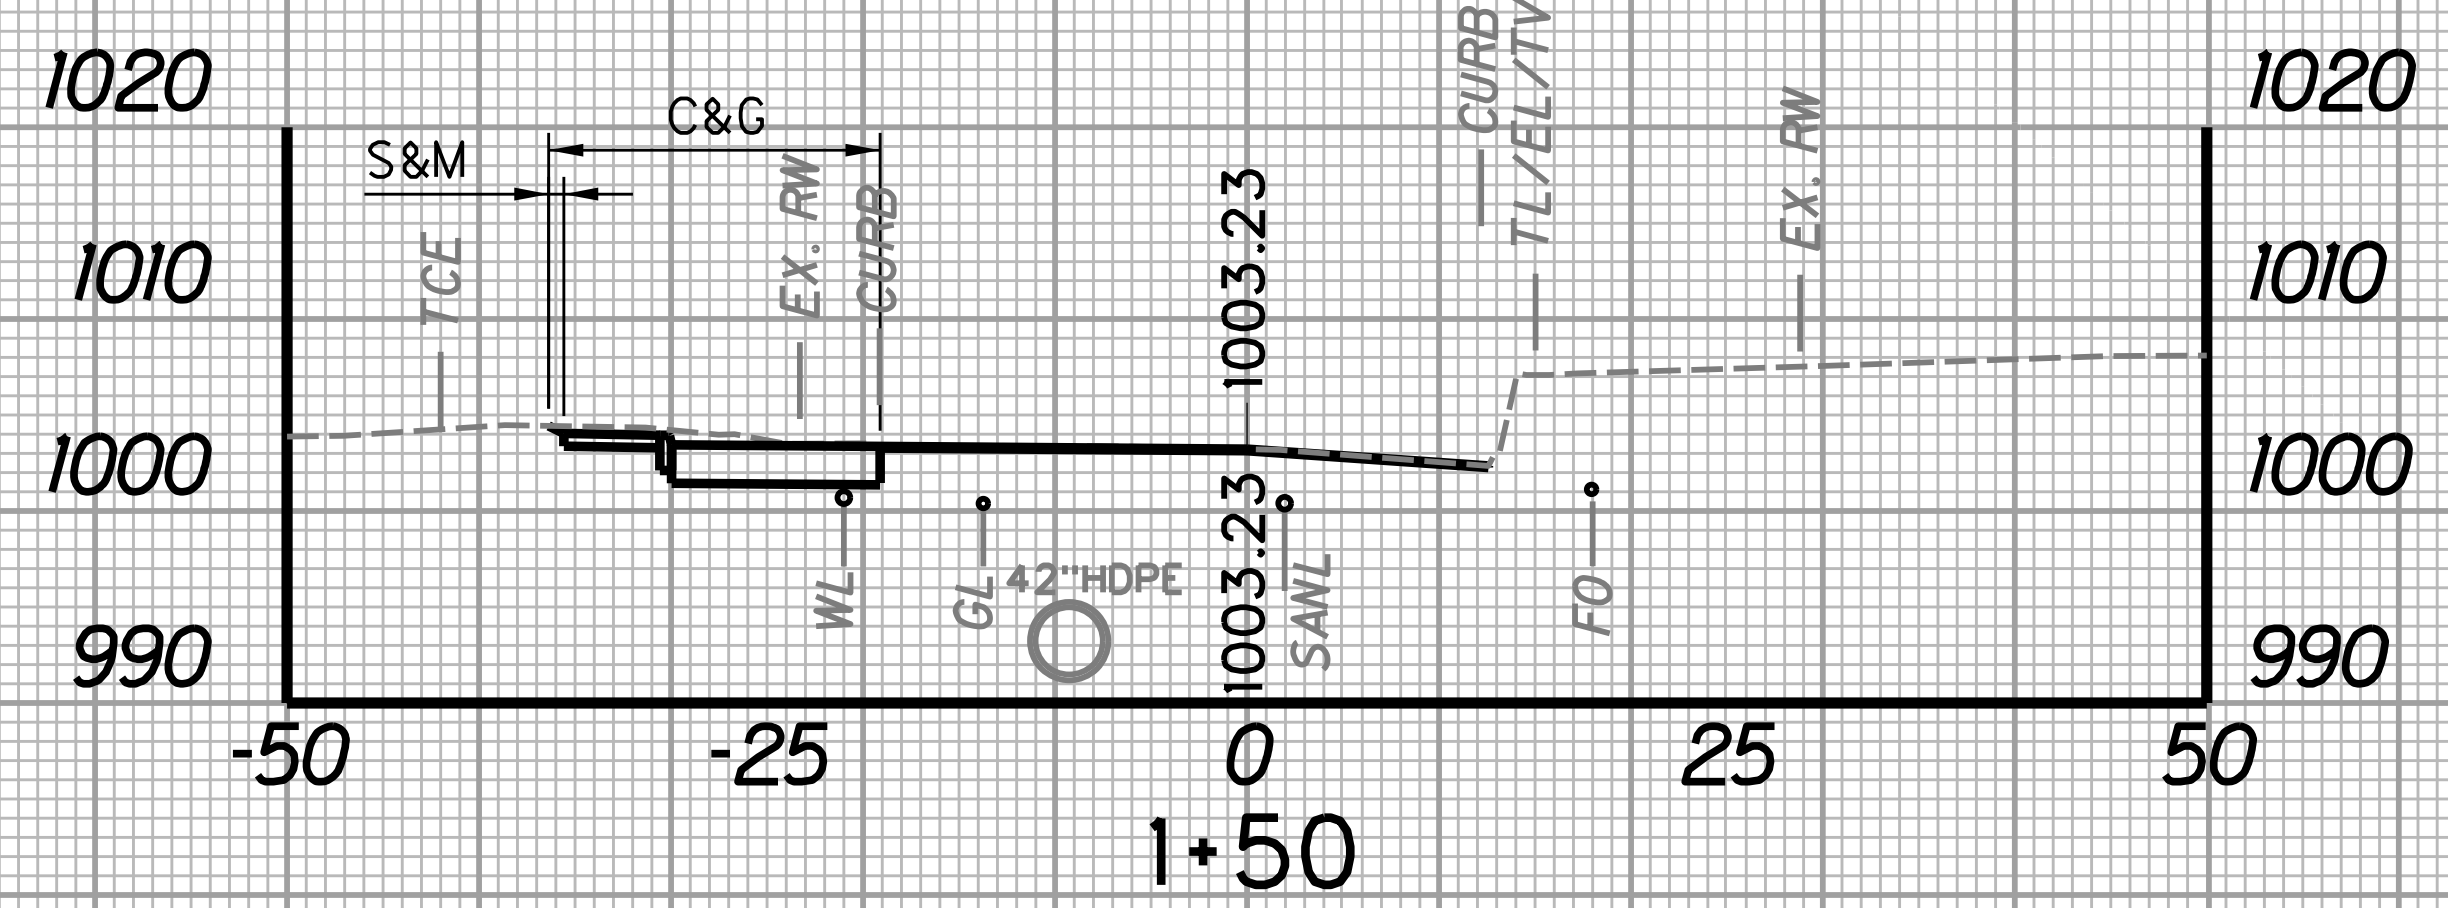 1020
1020
C&G
S&M
CURB
TL/EL/TV
EX. RW
EX. RW
CURB
TCE
1003.23
1010
1010
1000
1000
1003.23
WL
GL
42"HDPE
SANL
FO
990
990
-50
-25
0
25
50
1+50